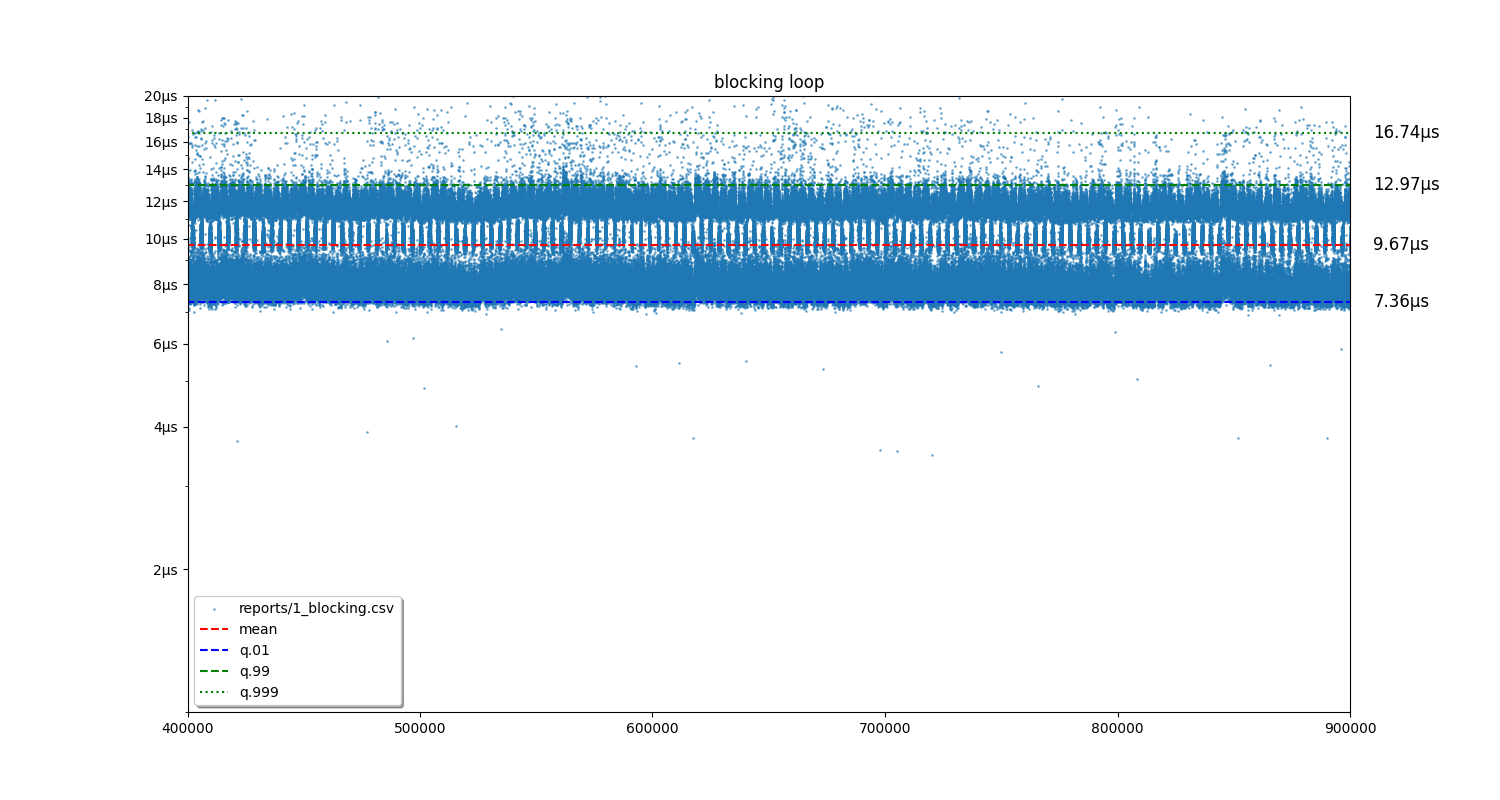 blocking loop
20µs
18µs
16µs
14µs
12µs
10µs
8µs
6µs
4µs
2µs
16.74µs
12.97µs
9.67µs
7.36µs
reports/1_blocking.csv
mean
q.01
q.99
q.999
400000 500000 600000 700000 800000 900000